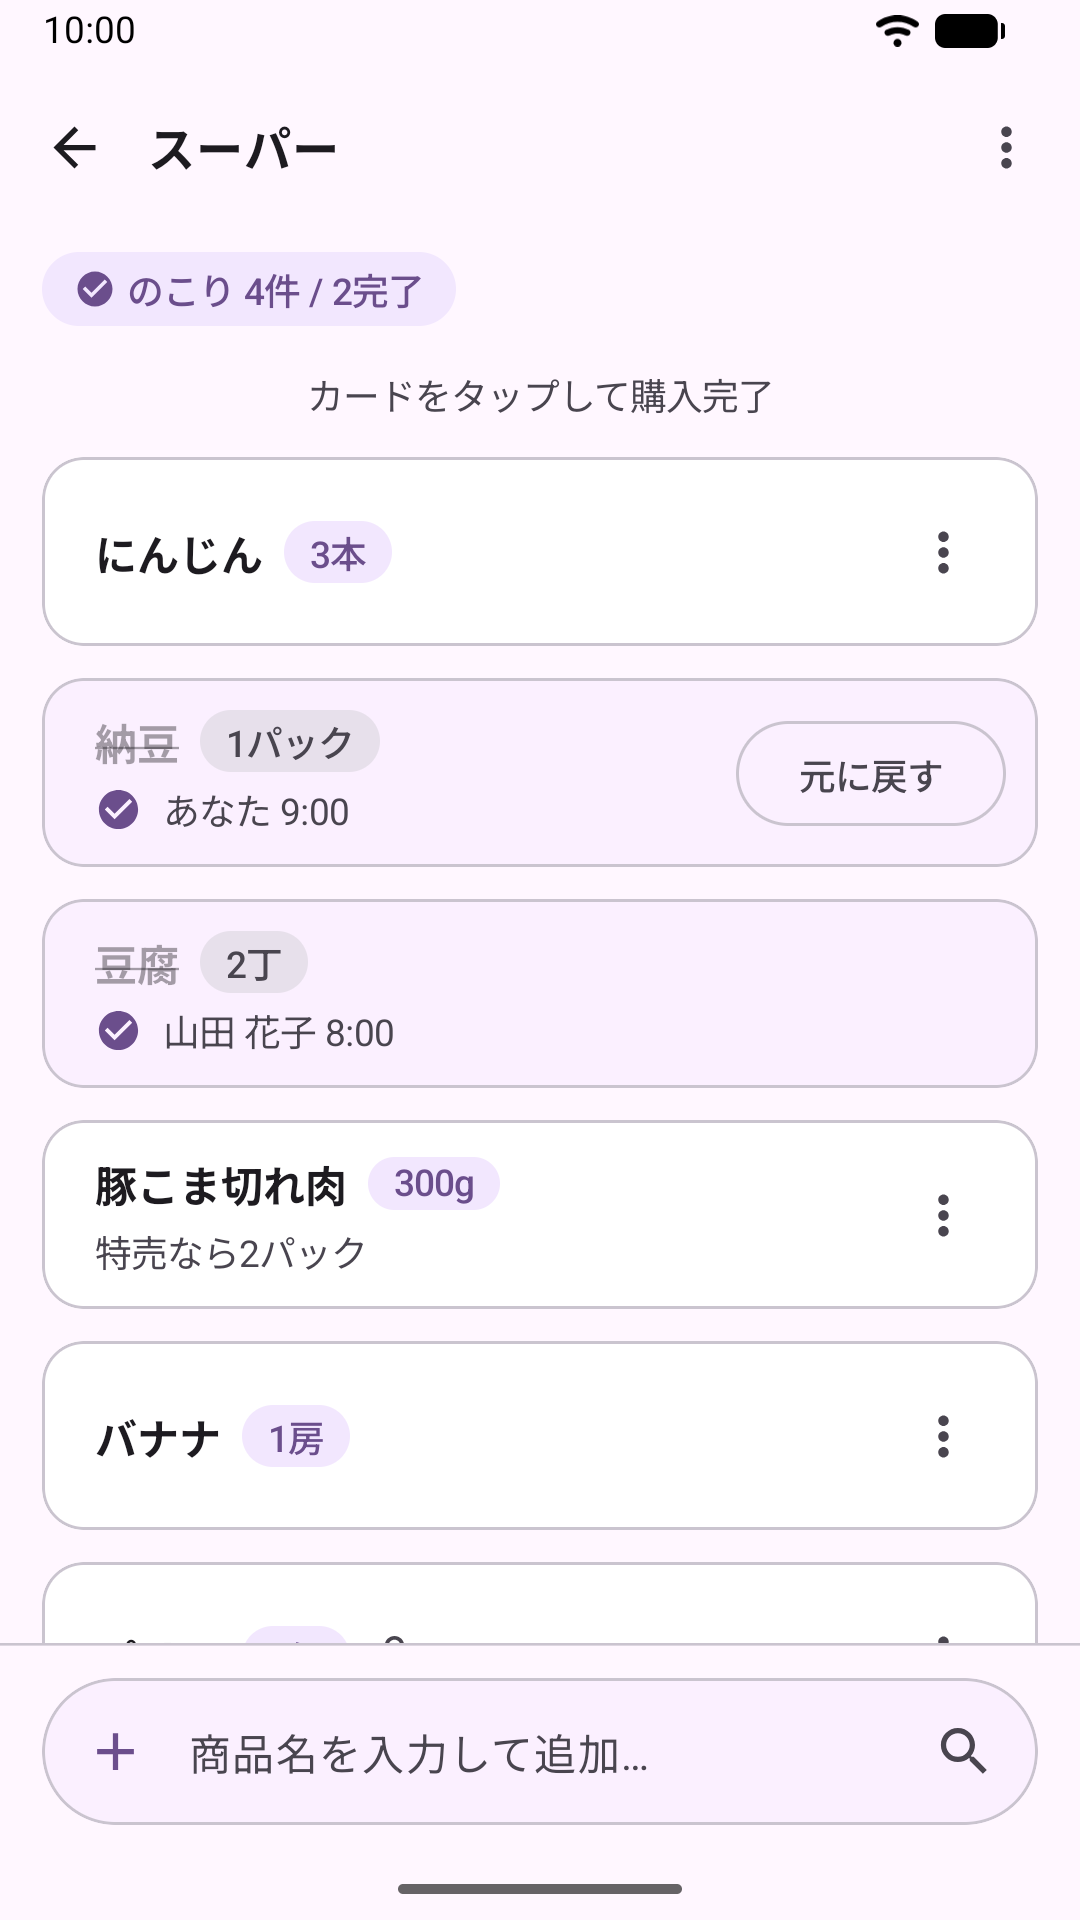 10:00
スーパー
のこり 4件 / 2完了
カードをタップして購入完了
にんじん 3本
納豆 1パック
あなた 9:00
元に戻す
豆腐 2丁
山田 花子 8:00
豚こま切れ肉 300g
特売なら2パック
バナナ 1房
商品名を入力して追加...